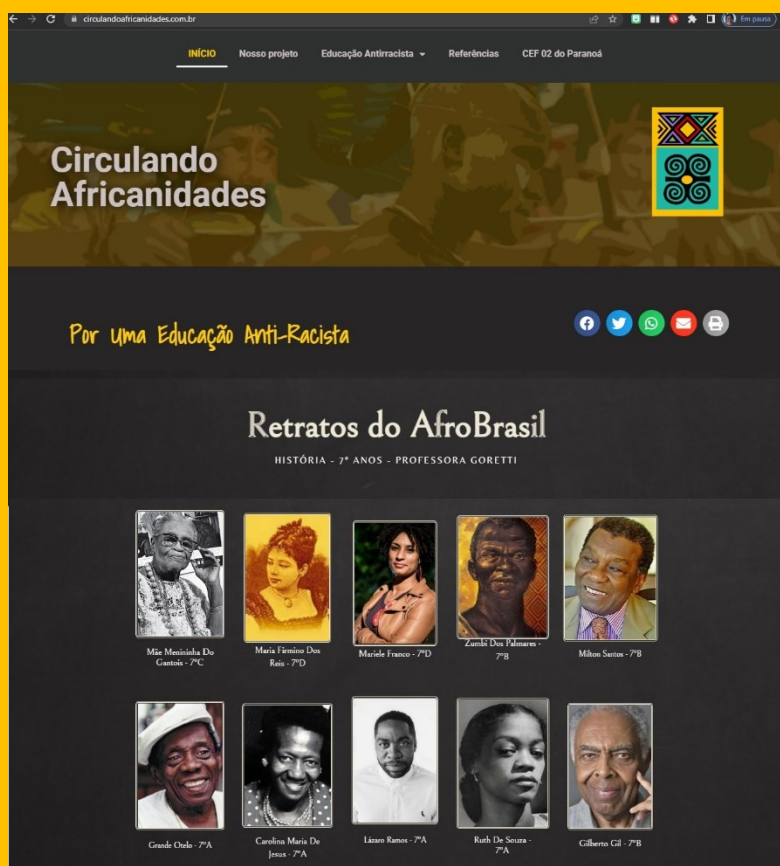 circulandoafricanidades.com.br
Em pausa
INÍCIO Nosso projeto Educação Antirracista Referências CEF 02 do Paranoá
Circulando
Africanidades
Por Uma Educação Anti-Racista
Retratos do AfroBrasil
HISTÓRIA - 7º ANOS - PROFESSORA GORETTI
Mãe Menininha Do
Gantois - 7ºC
Maria Firmino Dos
Reis - 7ºD
Mariele Franco - 7ºD
Zumbi Dos Palmares -
7ºB
Milton Santos - 7ºB
Grande Otelo - 7ºA
Carolina Maria De
Jesus - 7ºA
Lázaro Ramos - 7ºA
Ruth De Souza -
7ºA
Gilberto Gil - 7ºB